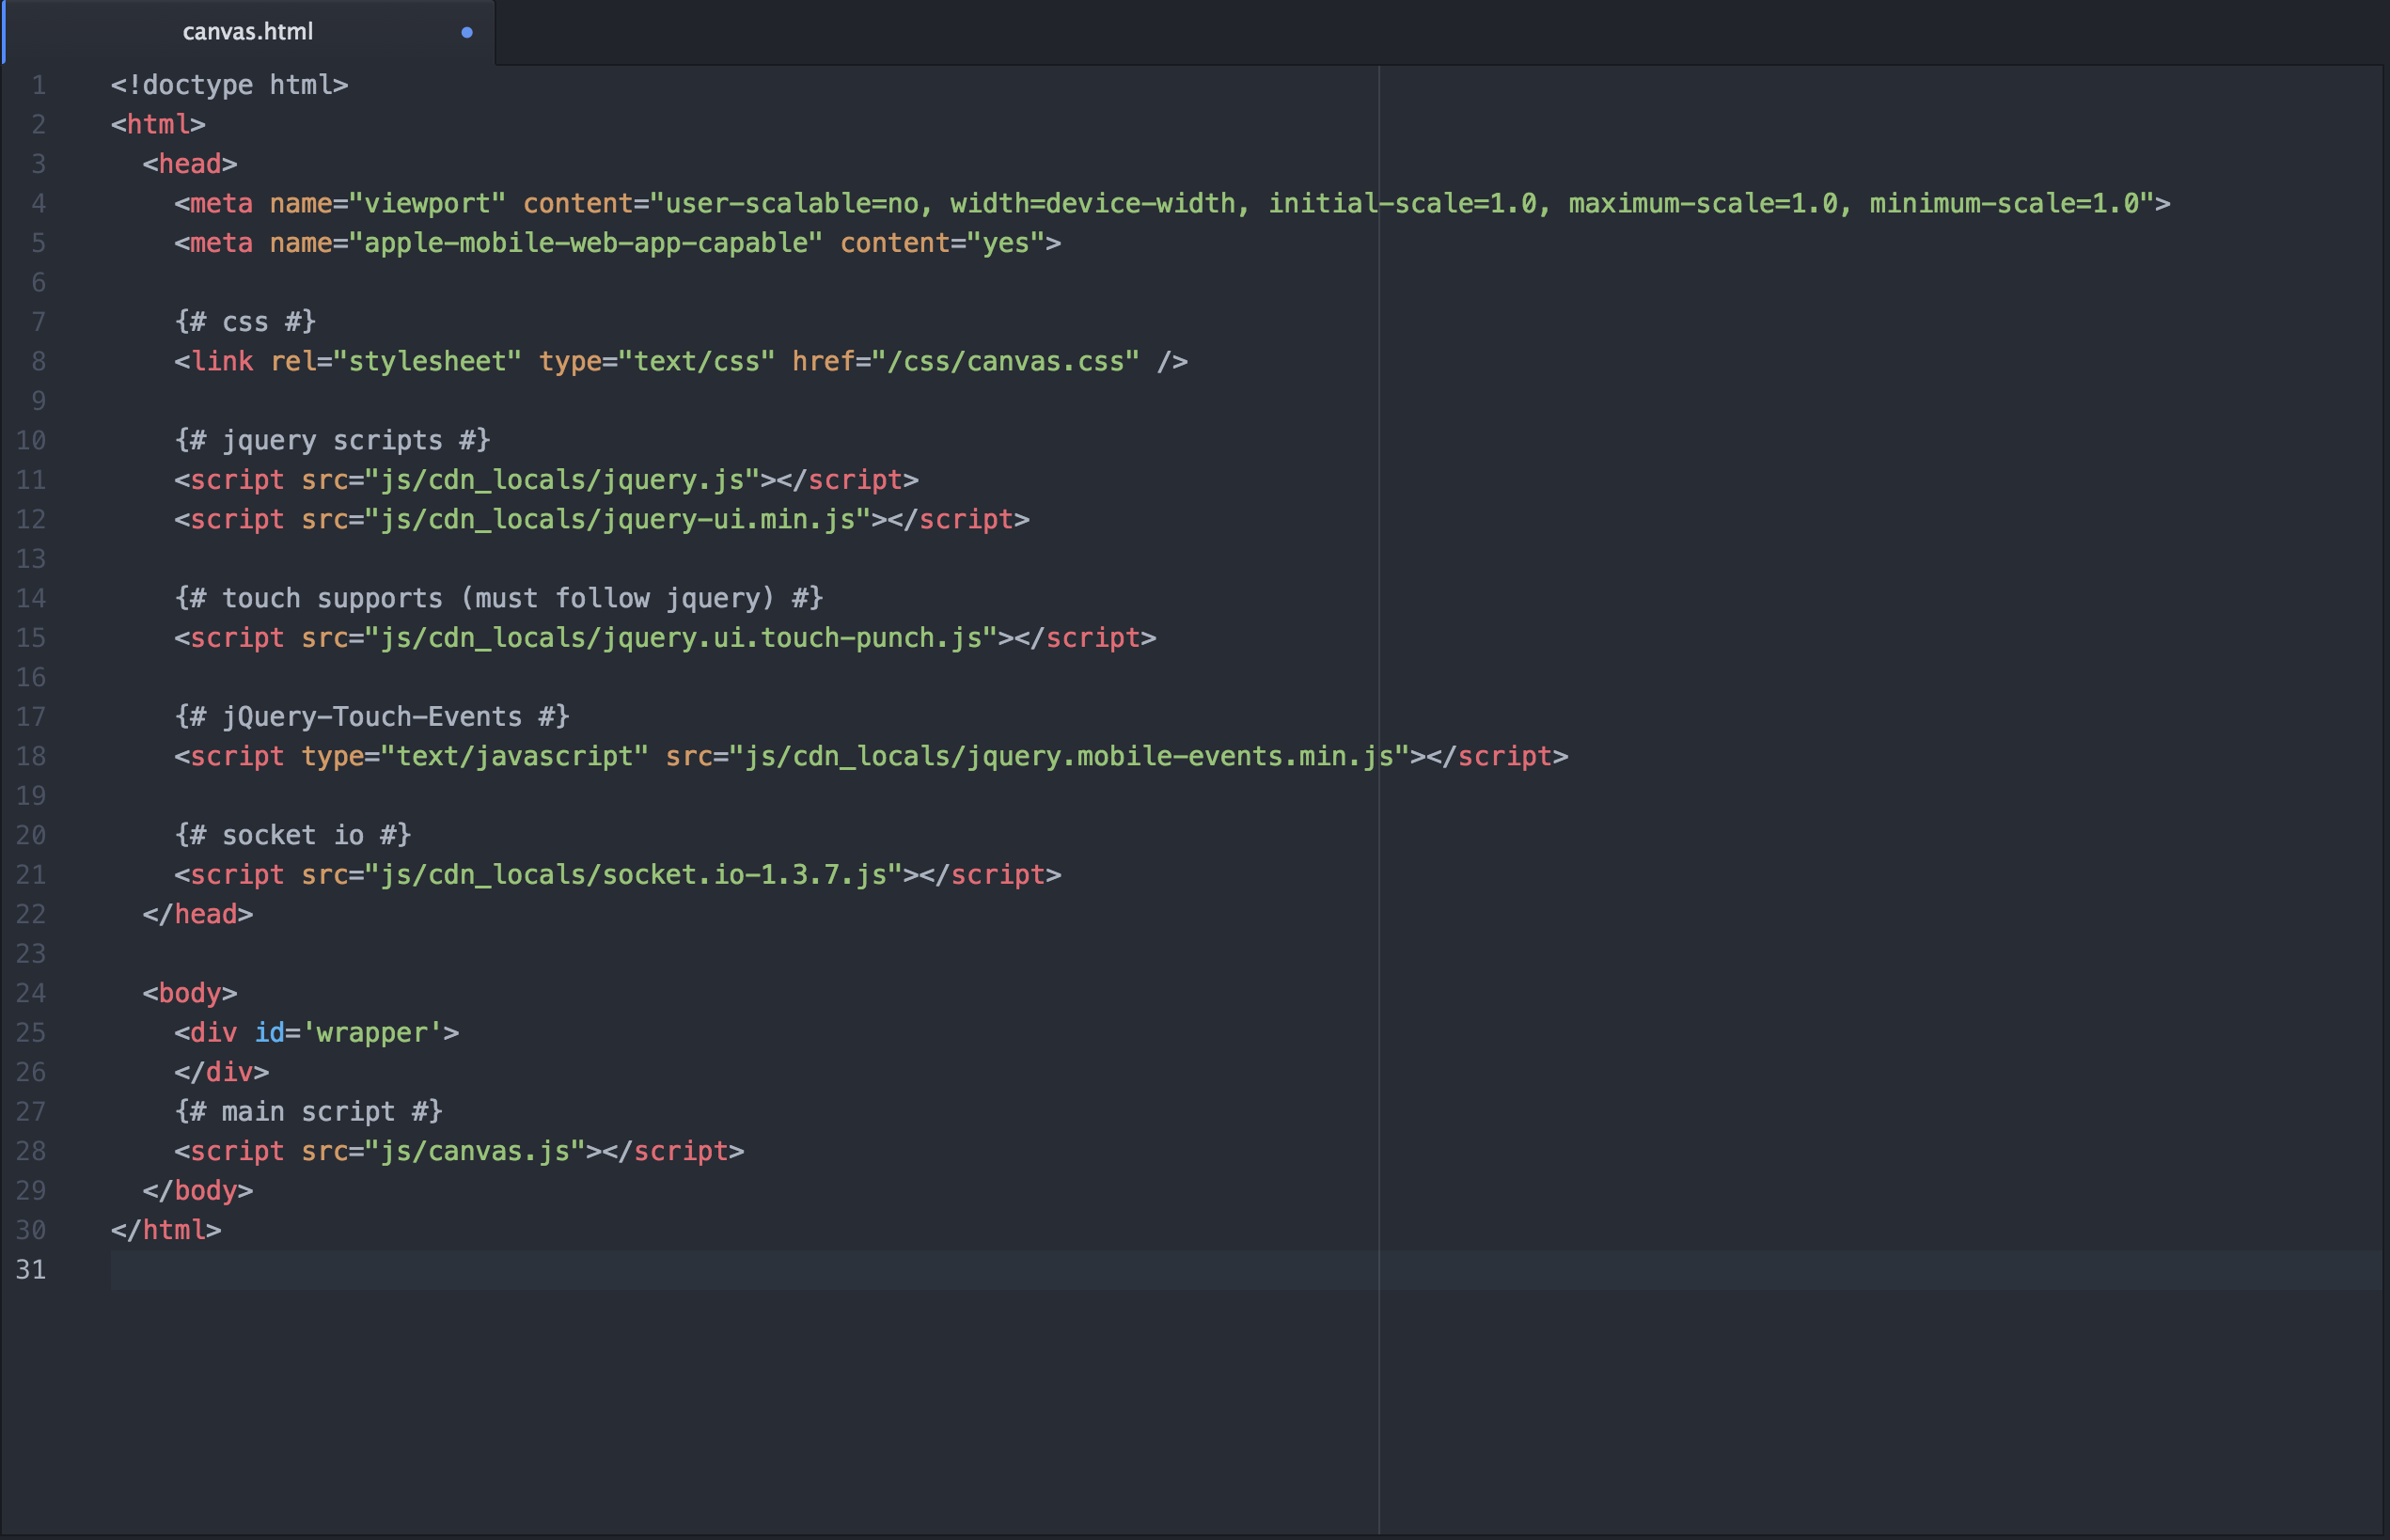 canvas.html
1 <!doctype html>
2 <html>
3   <head>
4     <meta name="viewport" content="user-scalable=no, width=device-width, initial-scale=1.0, maximum-scale=1.0, minimum-scale=1.0">
5     <meta name="apple-mobile-web-app-capable" content="yes">
6
7     {# css #}
8     <link rel="stylesheet" type="text/css" href="/css/canvas.css" />
9
10     {# jquery scripts #}
11     <script src="js/cdn_locals/jquery.js"></script>
12     <script src="js/cdn_locals/jquery-ui.min.js"></script>
13
14     {# touch supports (must follow jquery) #}
15     <script src="js/cdn_locals/jquery.ui.touch-punch.js"></script>
16
17     {# jQuery-Touch-Events #}
18     <script type="text/javascript" src="js/cdn_locals/jquery.mobile-events.min.js"></script>
19
20     {# socket io #}
21     <script src="js/cdn_locals/socket.io-1.3.7.js"></script>
22   </head>
23
24   <body>
25     <div id='wrapper'>
26     </div>
27     {# main script #}
28     <script src="js/canvas.js"></script>
29   </body>
30 </html>
31